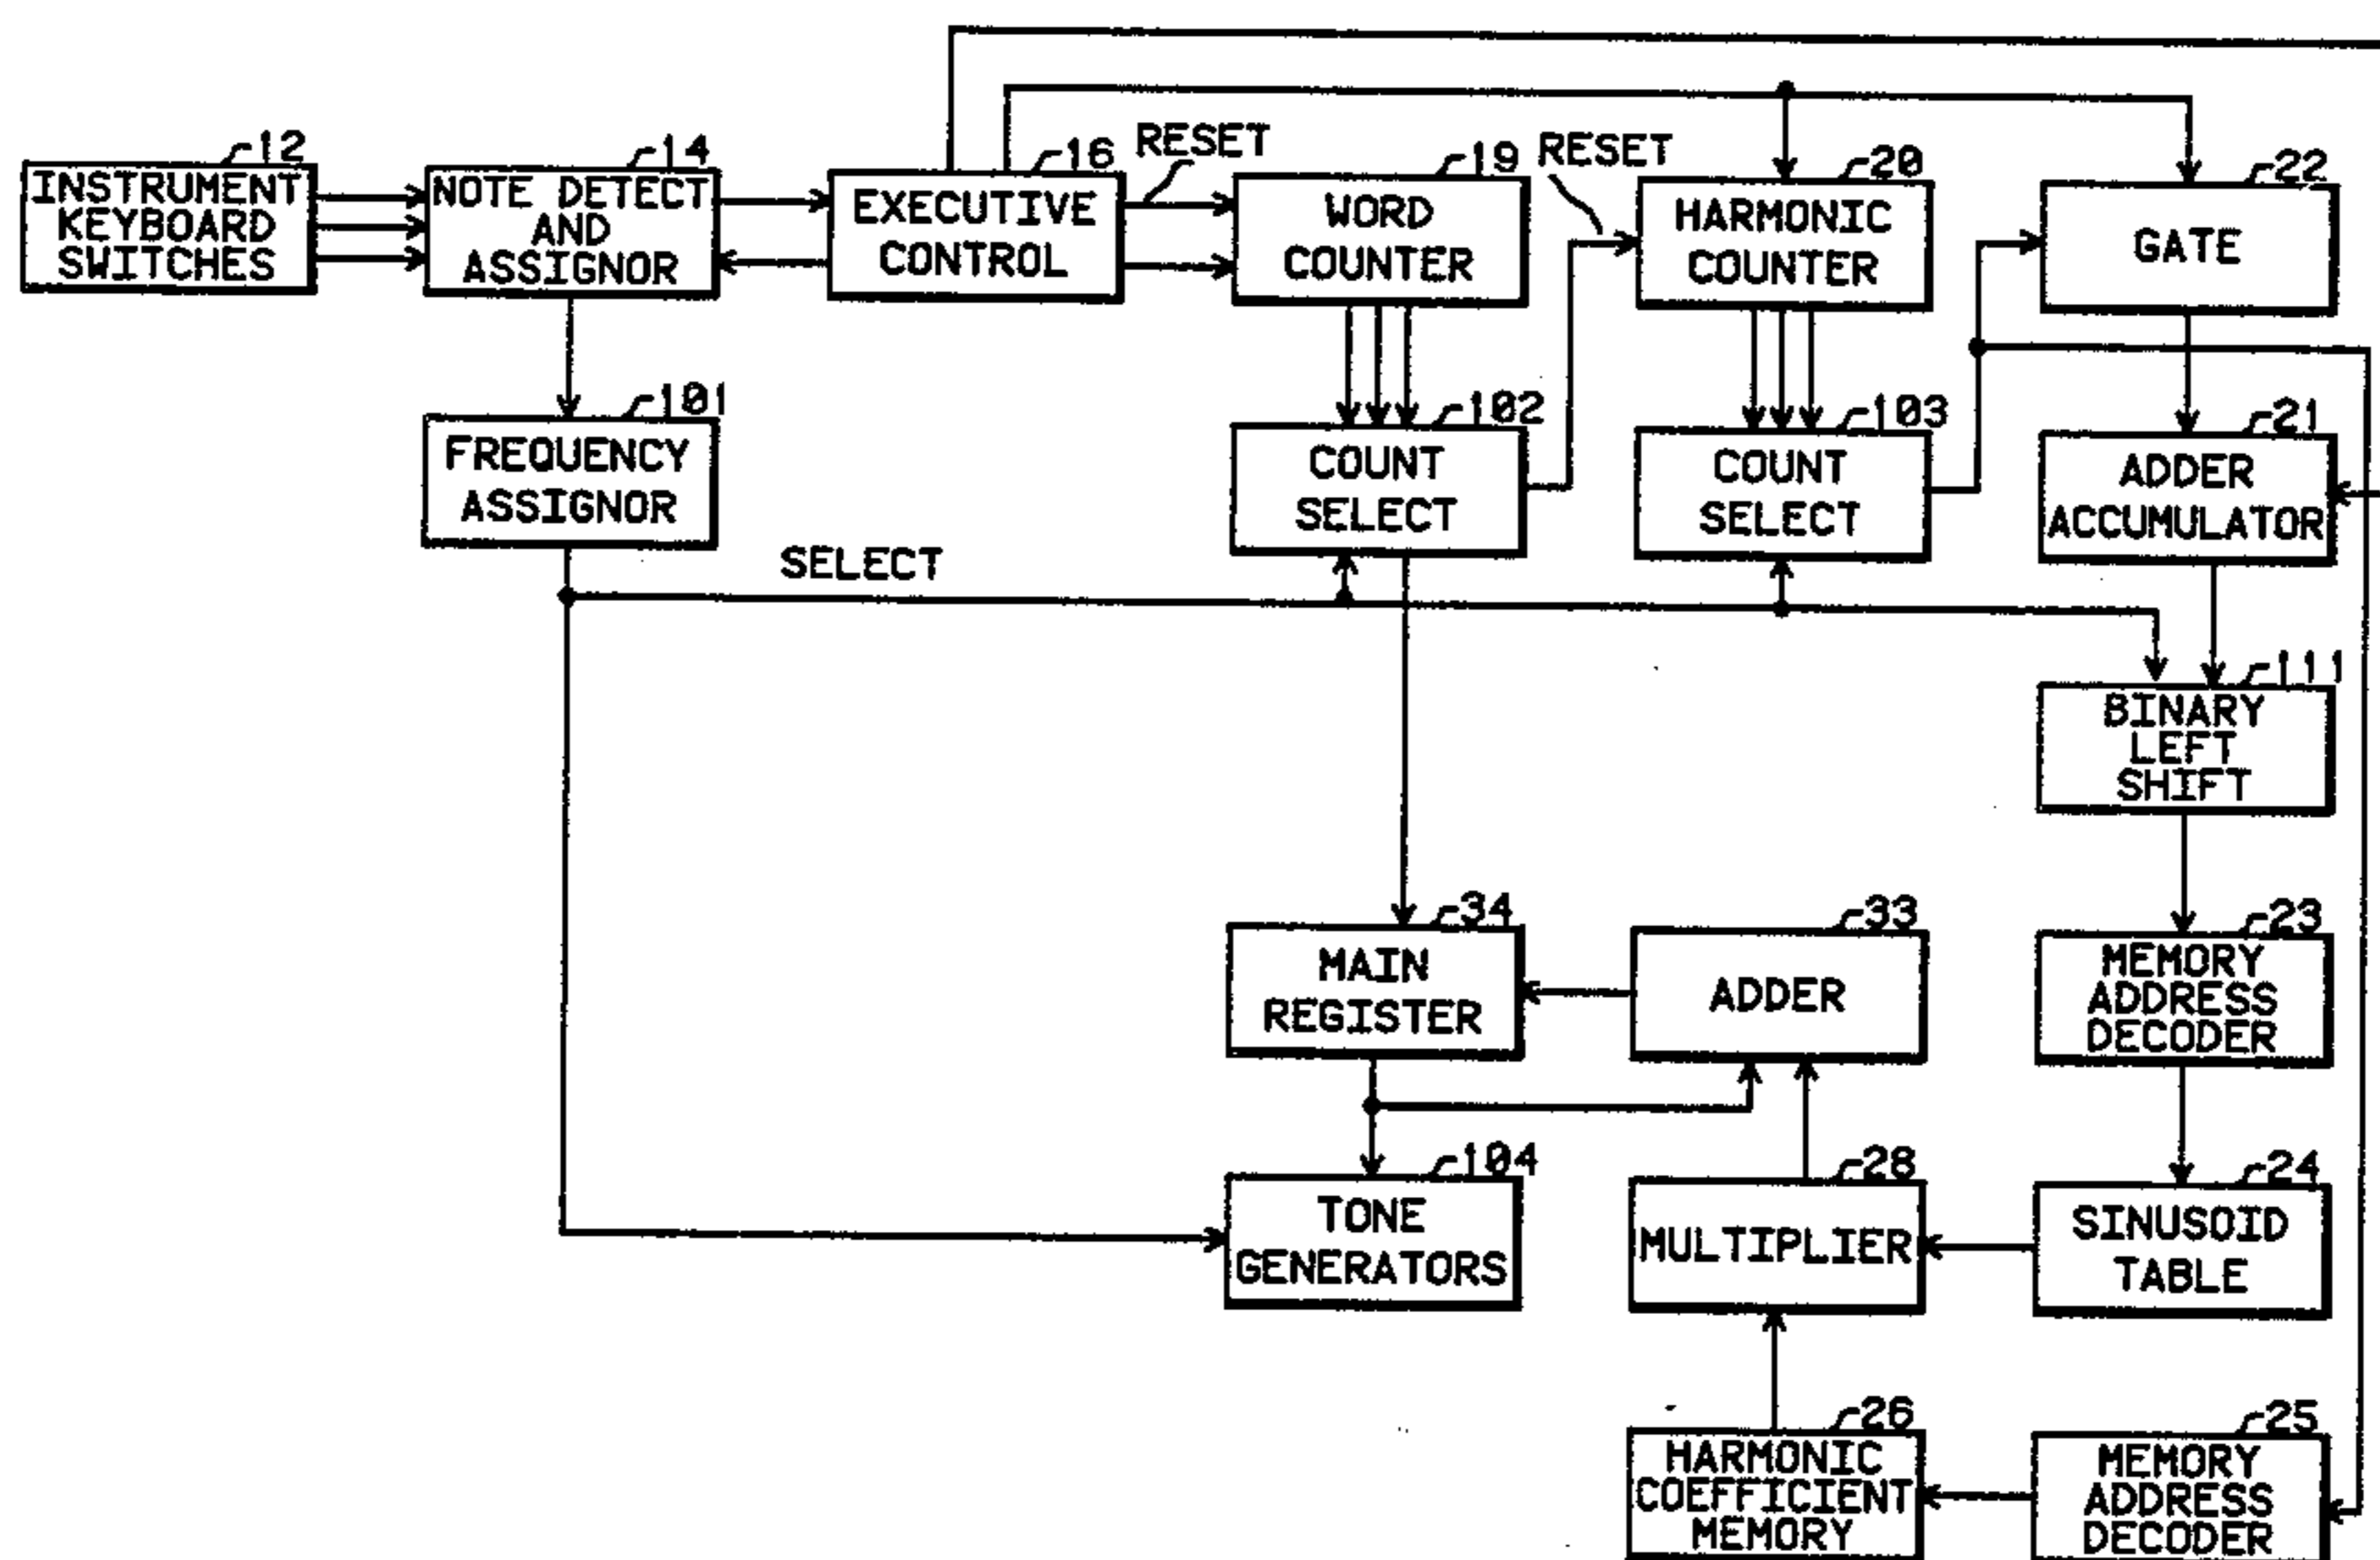 12
INSTRUMENT
KEYBOARD
SWITCHES
14
NOTE DETECT
AND
ASSIGNOR
16
EXECUTIVE
CONTROL
RESET
19
WORD
COUNTER
RESET
20
HARMONIC
COUNTER
22
GATE
101
FREQUENCY
ASSIGNOR
102
COUNT
SELECT
103
COUNT
SELECT
21
ADDER
ACCUMULATOR
SELECT
111
BINARY
LEFT
SHIFT
34
MAIN
REGISTER
33
ADDER
23
MEMORY
ADDRESS
DECODER
104
TONE
GENERATORS
28
MULTIPLIER
24
SINUSOID
TABLE
26
HARMONIC
COEFFICIENT
MEMORY
25
MEMORY
ADDRESS
DECODER